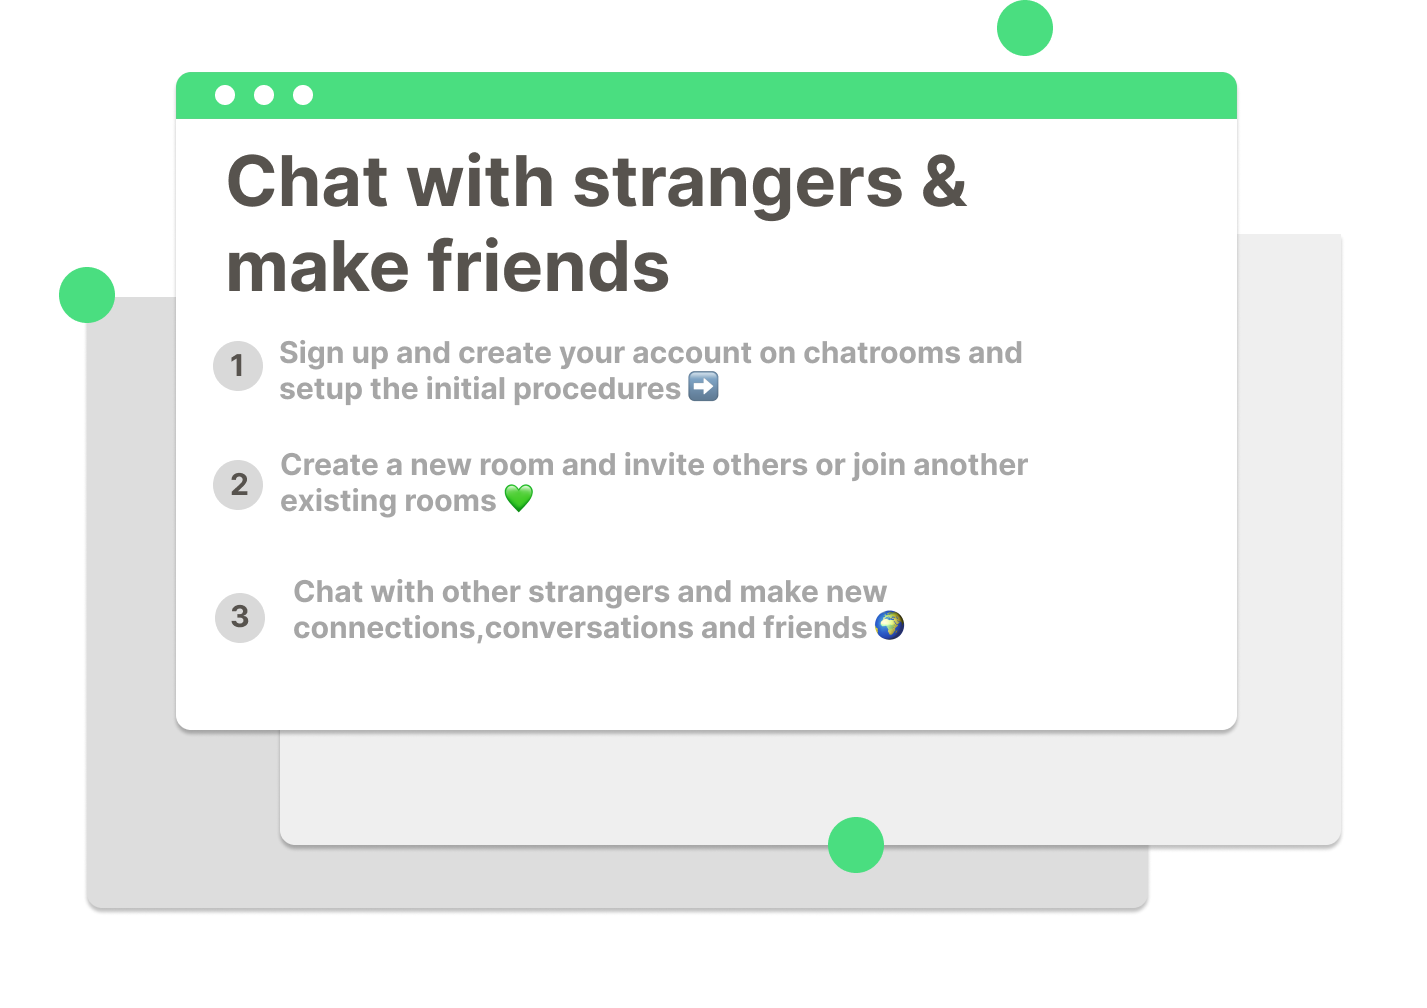 Chat with strangers &
make friends
1
Sign up and create your account on chatrooms and
setup the initial procedures ➡️
2
Create a new room and invite others or join another
existing rooms 💚
3
Chat with other strangers and make new
connections,conversations and friends 🌍